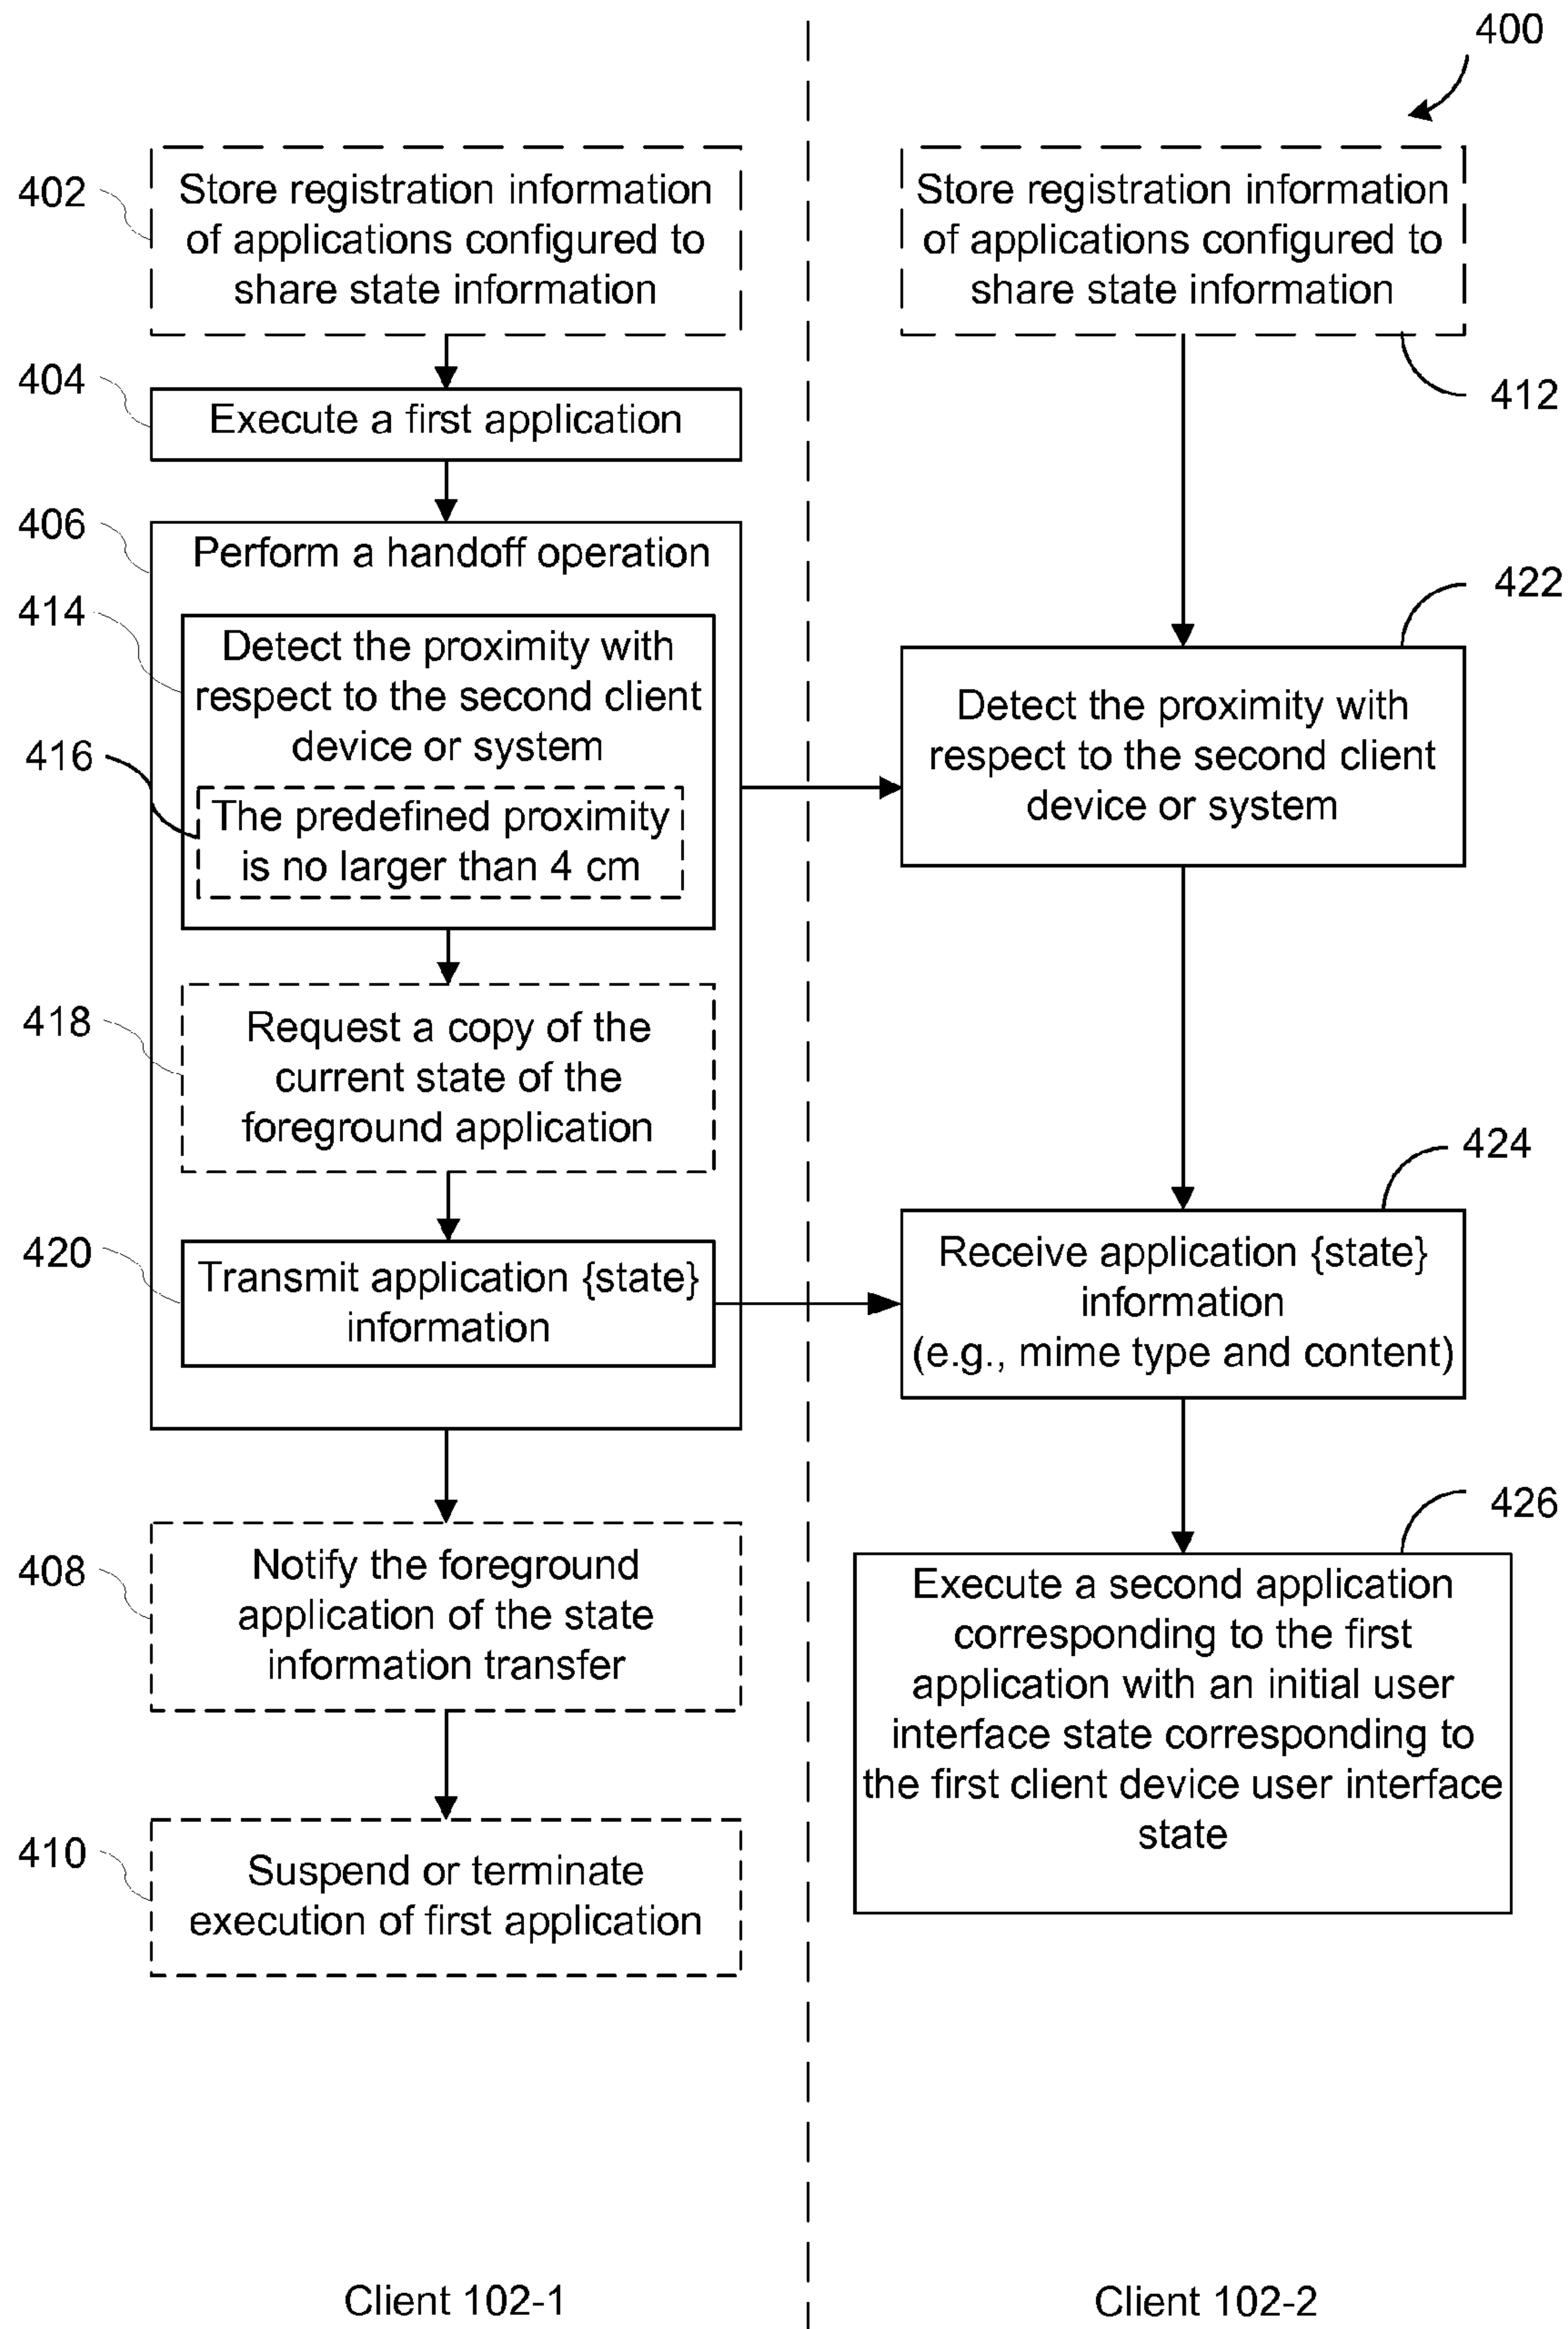 400
402
Store registration information
of applications configured to
share state information
404
Execute a first application
406
Perform a handoff operation
414
Detect the proximity with
respect to the second client
device or system
416
The predefined proximity
is no larger than 4 cm
418
Request a copy of the
current state of the
foreground application
420
Transmit application {state}
information
408
Notify the foreground
application of the state
information transfer
410
Suspend or terminate
execution of first application
Client 102-1
Store registration information
of applications configured to
share state information
412
422
Detect the proximity with
respect to the second client
device or system
424
Receive application {state}
information
(e.g., mime type and content)
426
Execute a second application
corresponding to the first
application with an initial user
interface state corresponding to
the first client device user interface
state
Client 102-2